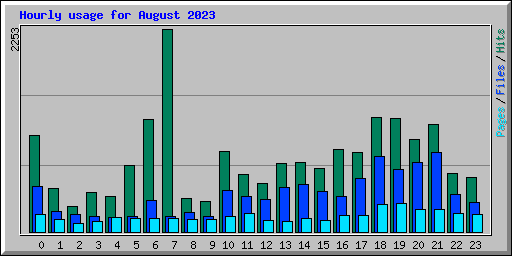 Hourly usage for August 2023
2253
Pages/Files/Hits
0 1 2 3 4 5 6 7 8 9 10 11 12 13 14 15 16 17 18 19 20 21 22 23